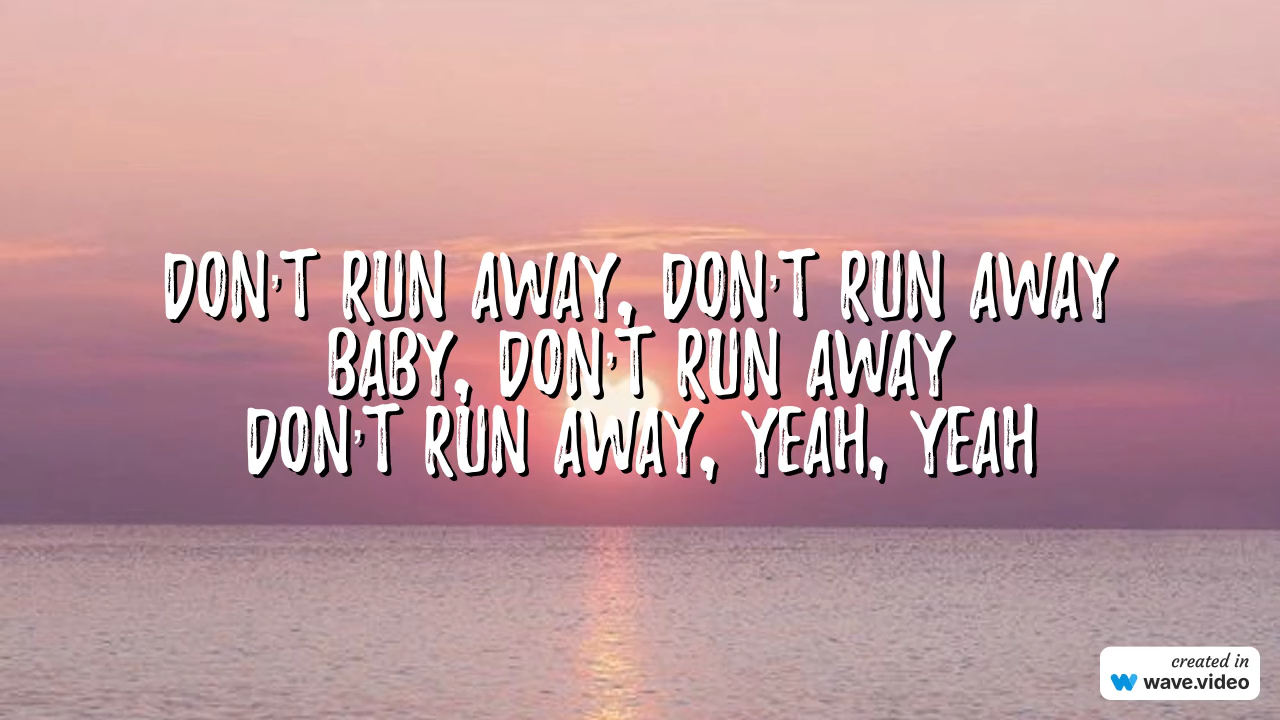 DON'T RUN AWAY, DON'T RUN AWAY
BABY, DON'T RUN AWAY
DON'T RUN AWAY, YEAH, YEAH
created in
wave.video